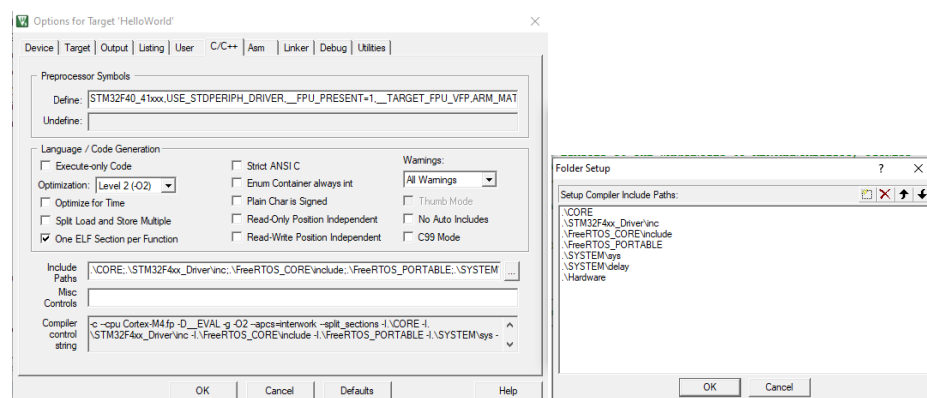 Options for Target 'HelloWorld'
Device Target Output Listing User C/C++ Asm Linker Debug Utilities
Preprocessor Symbols
Define: STM32F40_41xxx,USE_STDPERIPH_DRIVER,__FPU_PRESENT=1,__TARGET_FPU_VFP,ARM_MAT
Undefine:
Language / Code Generation
Execute-only Code
Strict ANSI C
Warnings:
Optimization: Level 2 (-O2)
Enum Container always int
All Warnings
Optimize for Time
Plain Char is Signed
Thumb Mode
Split Load and Store Multiple
Read-Only Position Independent
No Auto Includes
One ELF Section per Function
Read-Write Position Independent
C99 Mode
Include Paths
.\CORE;.\STM32F4xx_Driver\inc;.\FreeRTOS_CORE\include;.\FreeRTOS_PORTABLE;.\SYSTEM\
...
Misc Controls
Compiler control string
-c --cpu Cortex-M4.fp -D__EVAL -g -O2 --apcs=interwork --split_sections -I.\CORE -I.
\STM32F4xx_Driver\inc -I.\FreeRTOS_CORE\include -I.\FreeRTOS_PORTABLE -I.\SYSTEM\sys -
OK Cancel Defaults Help
Folder Setup ?
Setup Compiler Include Paths:
.\CORE
.\STM32F4xx_Driver\inc
.\FreeRTOS_CORE\include
.\FreeRTOS_PORTABLE
.\SYSTEM\sys
.\SYSTEM\delay
.\Hardware
OK Cancel